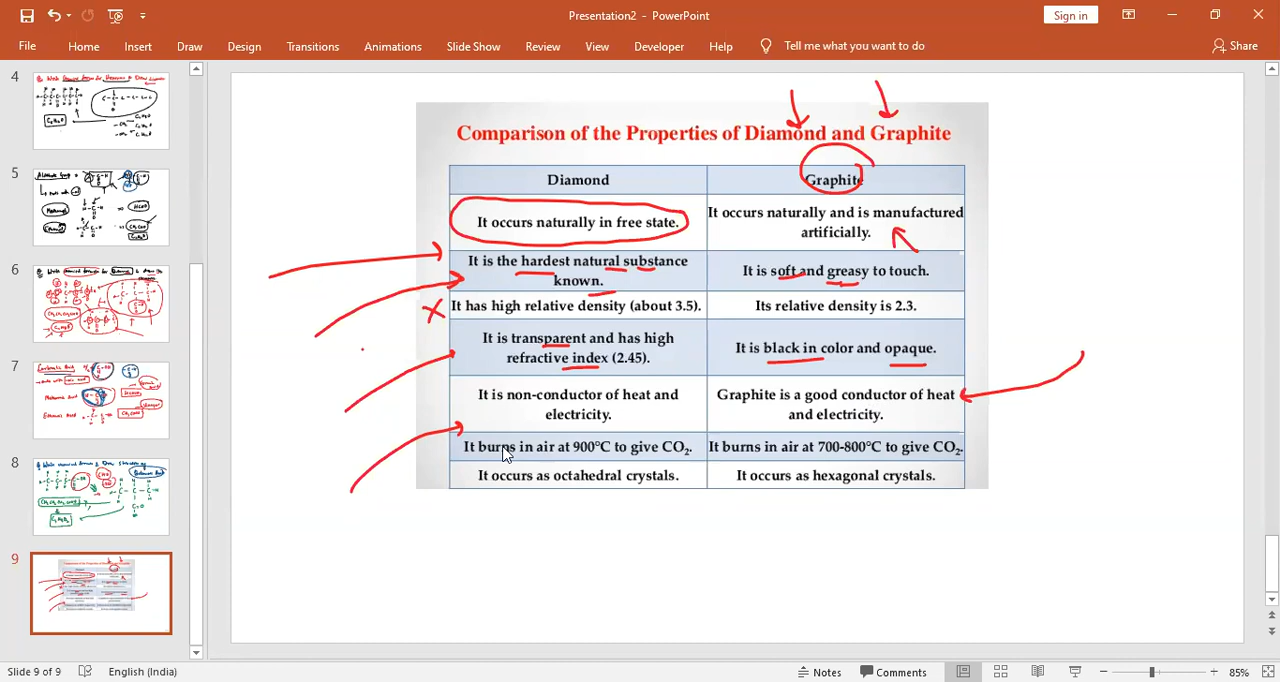 Presentation2 - PowerPoint
Sign in
File Home Insert Draw Design Transitions Animations Slide Show Review View Developer Help Tell me what you want to do Share
4
5
6
7
8
9
Comparison of the Properties of Diamond and Graphite
Diamond Graphite
It occurs naturally in free state. It occurs naturally and is manufactured
artificially.
It is the hardest natural substance
known. It is soft and greasy to touch.
It has high relative density (about 3.5). Its relative density is 2.3.
It is transparent and has high
refractive index (2.45). It is black in color and opaque.
It is non-conductor of heat and
electricity. Graphite is a good conductor of heat
and electricity.
It burns in air at 900°C to give CO₂. It burns in air at 700-800°C to give CO₂.
It occurs as octahedral crystals. It occurs as hexagonal crystals.
Slide 9 of 9 English (India) Notes Comments 85%